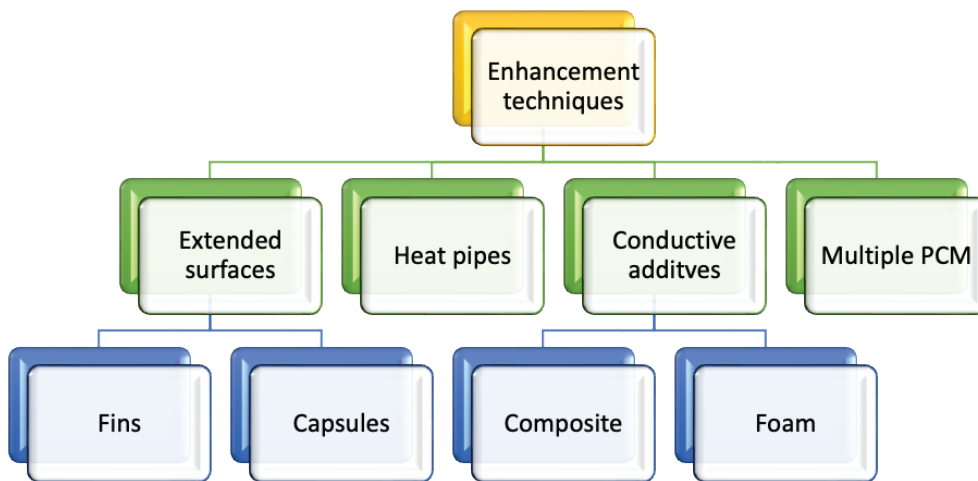 Enhancement
techniques
Extended
surfaces
Heat pipes
Conductive
additves
Multiple PCM
Fins
Capsules
Composite
Foam